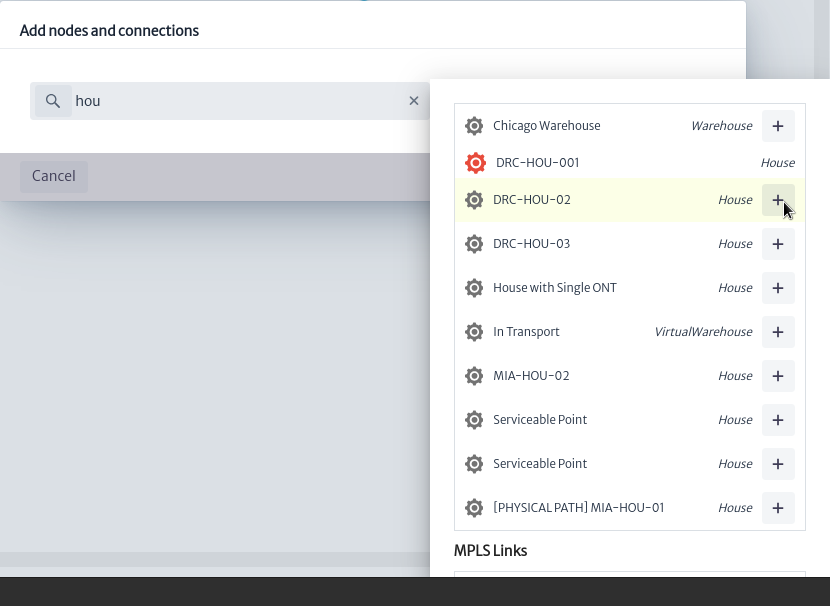 Add nodes and connections
hou
Cancel
Chicago Warehouse Warehouse
DRC-HOU-001 House
DRC-HOU-02 House
DRC-HOU-03 House
House with Single ONT House
In Transport VirtualWarehouse
MIA-HOU-02 House
Serviceable Point House
Serviceable Point House
[PHYSICAL PATH] MIA-HOU-01 House
MPLS Links